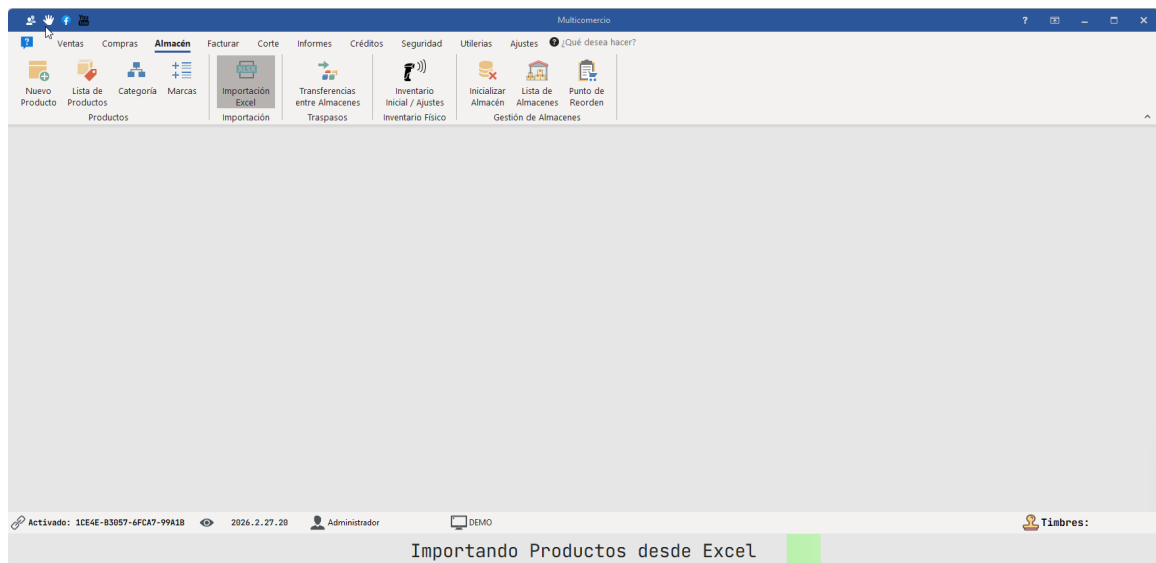 Multicomercio
?
?
Ventas Compras Almacén Facturar Corte Informes Créditos Seguridad Utilerias Ajustes ? ¿Qué desea hacer?
Nuevo Producto
Lista de Productos
Categoría
Marcas
Productos
XLSX
Importación Excel
Importación
Transferencias entre Almacenes
Traspasos
Inventario Inicial / Ajustes
Inventario Físico
Inicializar Almacén
Lista de Almacenes
Punto de Reorden
Gestión de Almacenes
Activado: 1CE4E-B3057-6FCA7-99A1B 2026.2.27.20 Administrador DEMO Timbres:
Importando Productos desde Excel